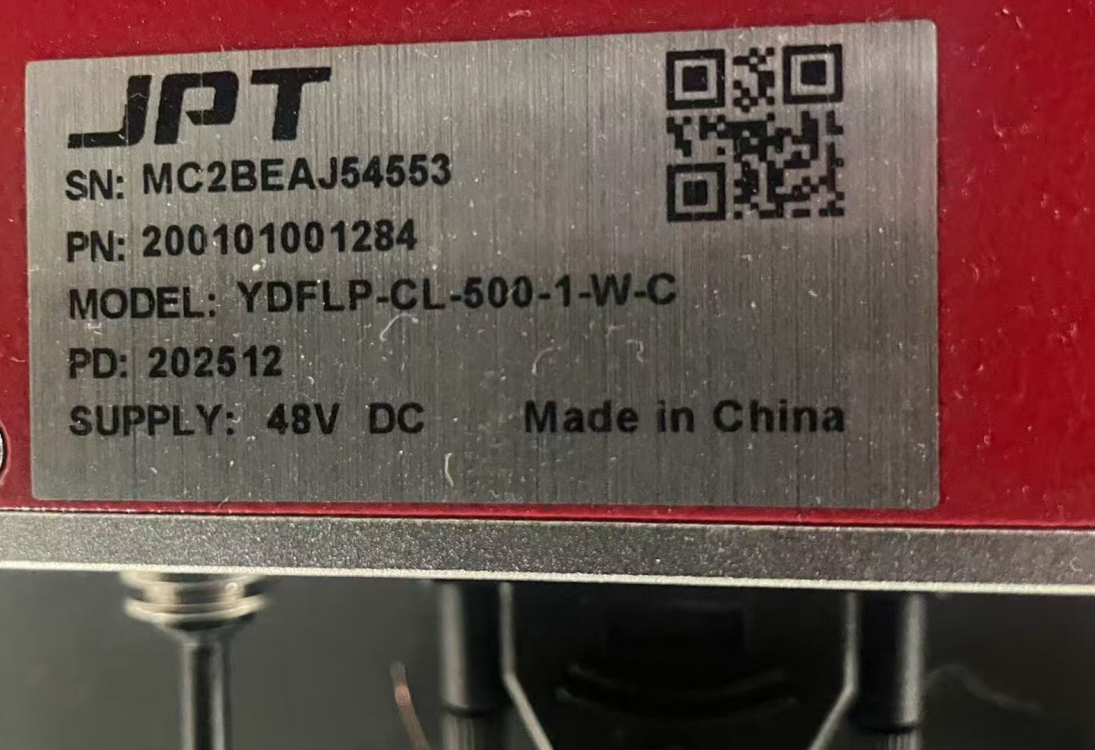 JPT
SN: MC2BEAJ54553
PN: 200101001284
MODEL: YDFLP-CL-500-1-W-C
PD: 202512
SUPPLY: 48V DC Made in China